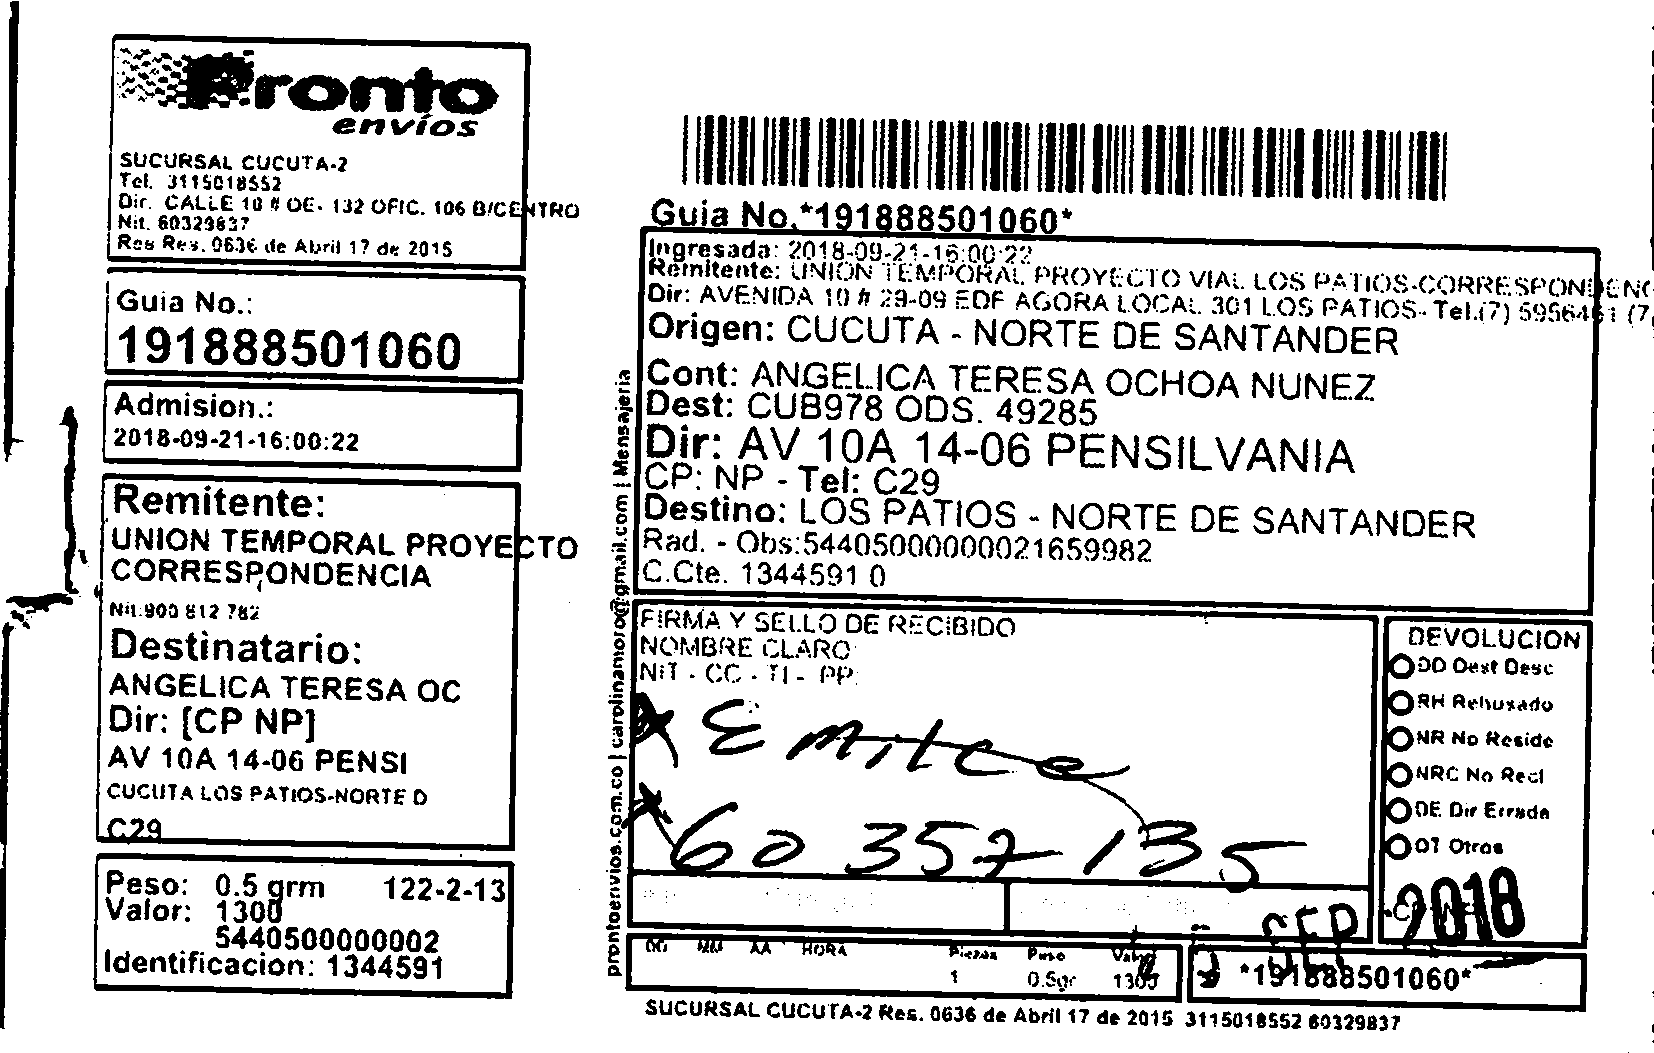 Pronto
envíos
SUCURSAL CUCUTA-2
Tel. 3115018552
Dir. CALLE 10 # OE- 132 OFIC. 106 B/CENTRO
Nit. 60329837
Res Res. 0636 de Abril 17 de 2015
Guia No.:
191888501060
Admision.:
2018-09-21-16:00:22
Remitente:
UNION TEMPORAL PROYECTO
CORRESPONDENCIA
Nit.900 812 782
Destinatario:
ANGELICA TERESA OC
Dir: [CP NP]
AV 10A 14-06 PENSI
CUCUTA LOS PATIOS-NORTE D
C29
Peso: 0.5 grm 122-2-13
Valor: 1300
5440500000002
Identificacion: 1344591
prontoenvios.com.co | carolinamoro@gmail.com | Mensajeria
Guia No.*191888501060*
Ingresada: 2018-09-21-16:00:22
Remitente: UNION TEMPORAL PROYECTO VIAL LOS PATIOS-CORRESPONDENC
Dir: AVENIDA 10 # 29-09 EDF AGORA LOCAL 301 LOS PATIOS- Tel.(7) 5956461 (7,
Origen: CUCUTA - NORTE DE SANTANDER
Cont: ANGELICA TERESA OCHOA NUNEZ
Dest: CUB978 ODS. 49285
Dir: AV 10A 14-06 PENSILVANIA
CP: NP - Tel: C29
Destino: LOS PATIOS - NORTE DE SANTANDER
Rad. - Obs:544050000000021659982
C.Cte. 1344591 0
FIRMA Y SELLO DE RECIBIDO
NOMBRE CLARO
NIT - CC - TI - PP
Emilce
60 357 135
DEVOLUCION
DD Dest Desc
RH Rehusado
NR No Reside
NRC No Recl
DE Dir Errada
OT Otros
SEP 2018
DG MM AA HORA Piezas Peso Valor
1 0.5gr 1300
*191888501060*
SUCURSAL CUCUTA-2 Res. 0636 de Abril 17 de 2015 3115018552 60329837